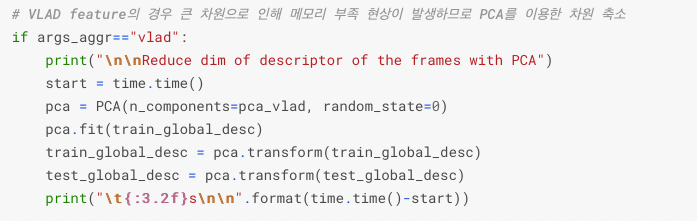 # VLAD feature의 경우 큰 차원으로 인해 메모리 부족 현상이 발생하므로 PCA를 이용한 차원 축소
if args_aggr=="vlad":
    print("\n\nReduce dim of descriptor of the frames with PCA")
    start = time.time()
    pca = PCA(n_components=pca_vlad, random_state=0)
    pca.fit(train_global_desc)
    train_global_desc = pca.transform(train_global_desc)
    test_global_desc = pca.transform(test_global_desc)
    print("\t{:3.2f}s\n\n".format(time.time()-start))